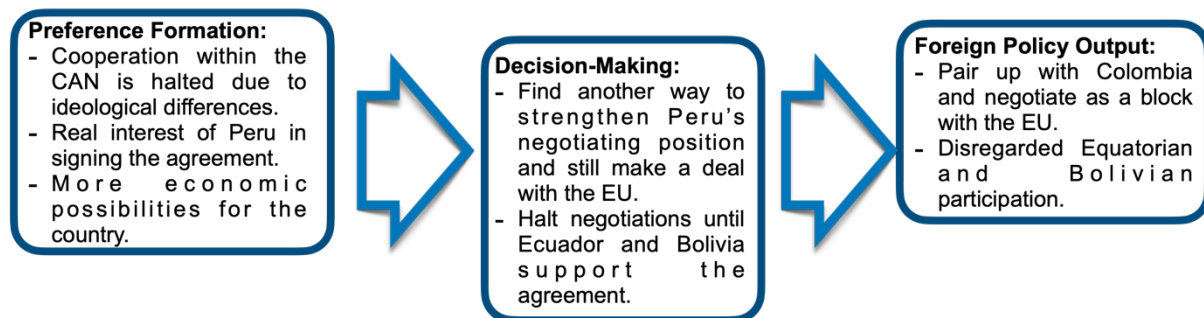 Preference Formation:
- Cooperation within the
CAN is halted due to
ideological differences.
- Real interest of Peru in
signing the agreement.
- More economic
possibilities for the
country.
Decision-Making:
- Find another way to
strengthen Peru's
negotiating position
and still make a deal
with the EU.
- Halt negotiations until
Ecuador and Bolivia
support the
agreement.
Foreign Policy Output:
- Pair up with Colombia
and negotiate as a block
with the EU.
- Disregarded Equatorian
and Bolivian
participation.